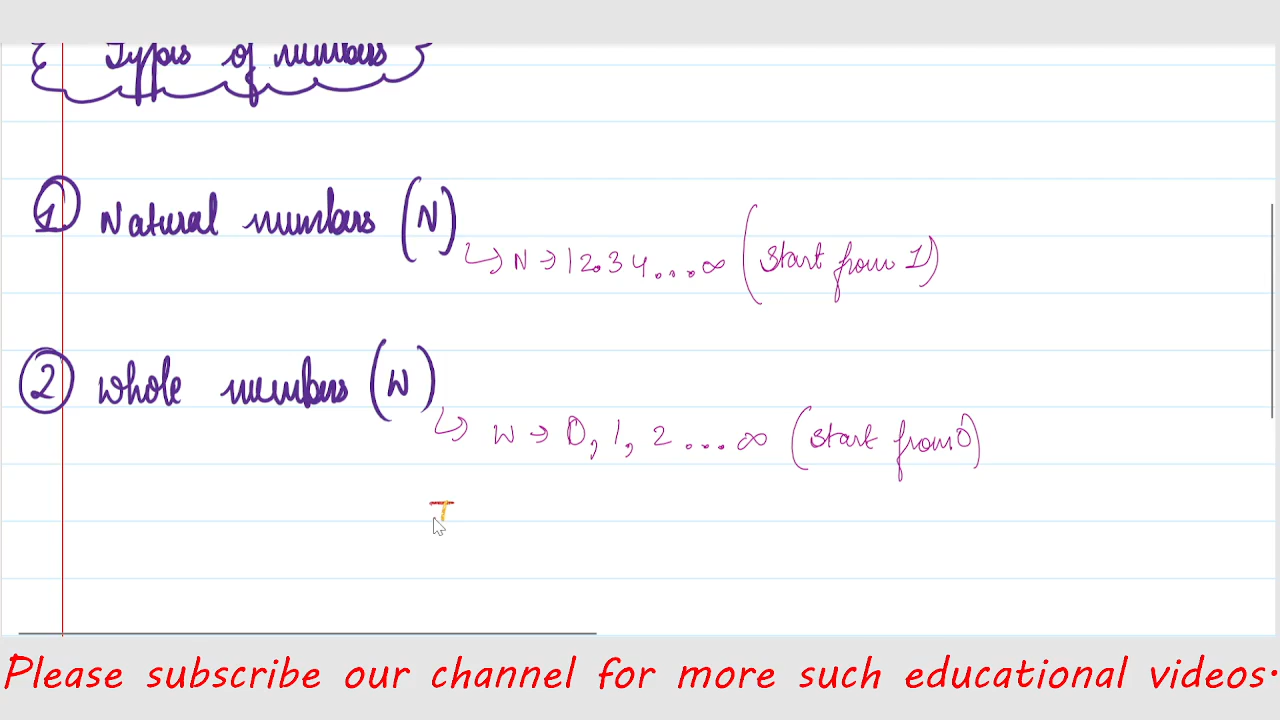 Types of numbers
1 Natural numbers (N)
↳ N → 1 2. 3 4 ... ∞ (Start from 1)
2 Whole numbers (W)
↳ W → 0, 1, 2 ... ∞ (Start from 0)
T
Please subscribe our channel for more such educational videos.